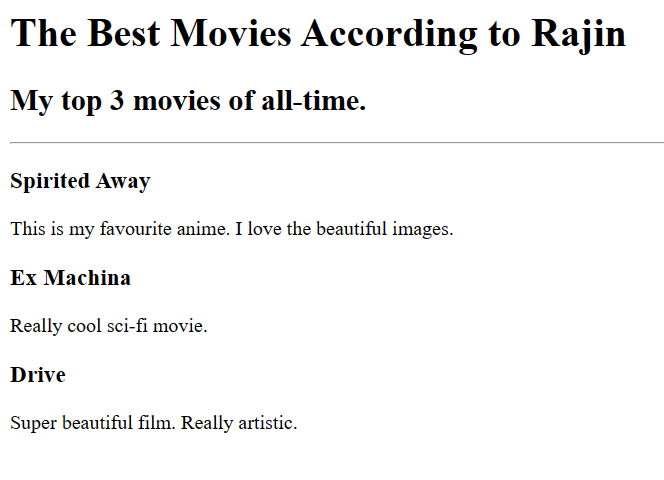 The Best Movies According to Rajin
My top 3 movies of all-time.
Spirited Away
This is my favourite anime. I love the beautiful images.
Ex Machina
Really cool sci-fi movie.
Drive
Super beautiful film. Really artistic.